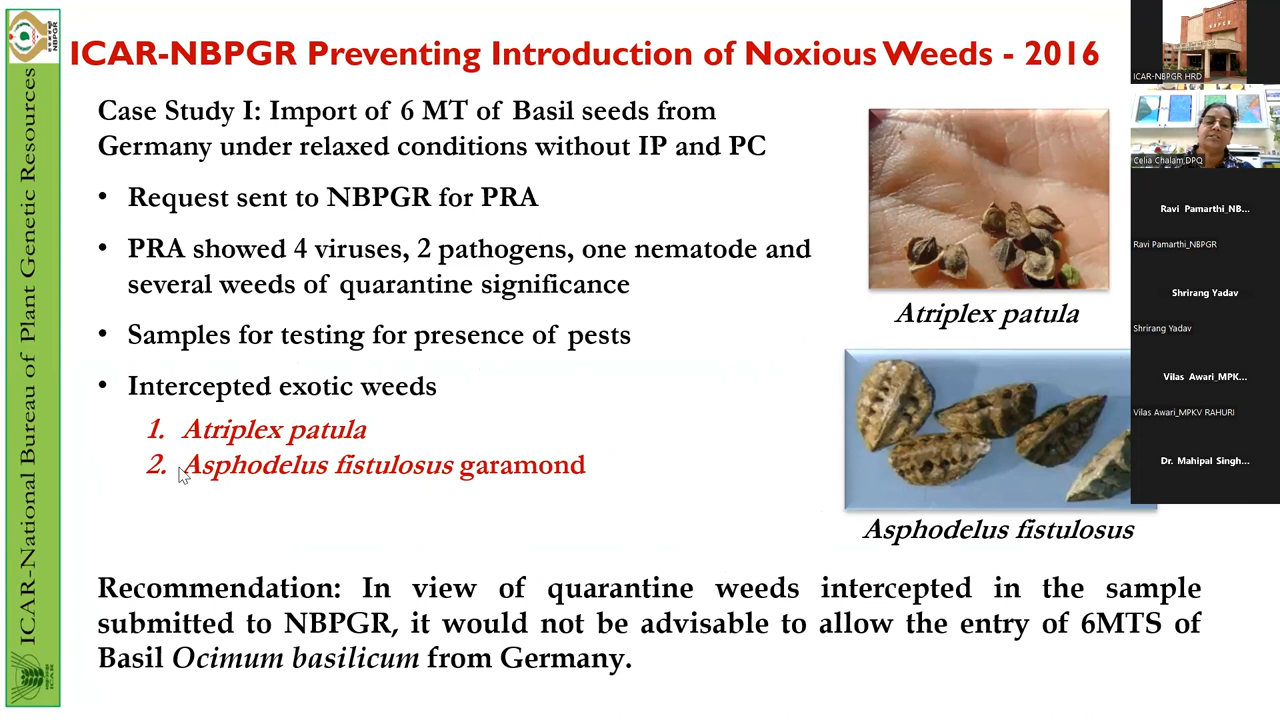 ICAR-NBPGR Preventing Introduction of Noxious Weeds - 2016
Case Study I: Import of 6 MT of Basil seeds from
Germany under relaxed conditions without IP and PC
• Request sent to NBPGR for PRA
• PRA showed 4 viruses, 2 pathogens, one nematode and
several weeds of quarantine significance
• Samples for testing for presence of pests
• Intercepted exotic weeds
1. Atriplex patula
2. Asphodelus fistulosus garamond
Atriplex patula
Asphodelus fistulosus
Recommendation: In view of quarantine weeds intercepted in the sample
submitted to NBPGR, it would not be advisable to allow the entry of 6MTS of
Basil Ocimum basilicum from Germany.
ICAR-National Bureau of Plant Genetic Resources
NBPGR
ICAR
NBPGR
ICAR-NBPGR HRD
Celia Chalam,DPQ
Ravi Pamarthi_NB...
Ravi Pamarthi_NBPGR
Shrirang Yadav
Shrirang Yadav
Vilas Awari_MPK...
Vilas Awari_MPKV RAHURI
Dr. Mahipal Singh...